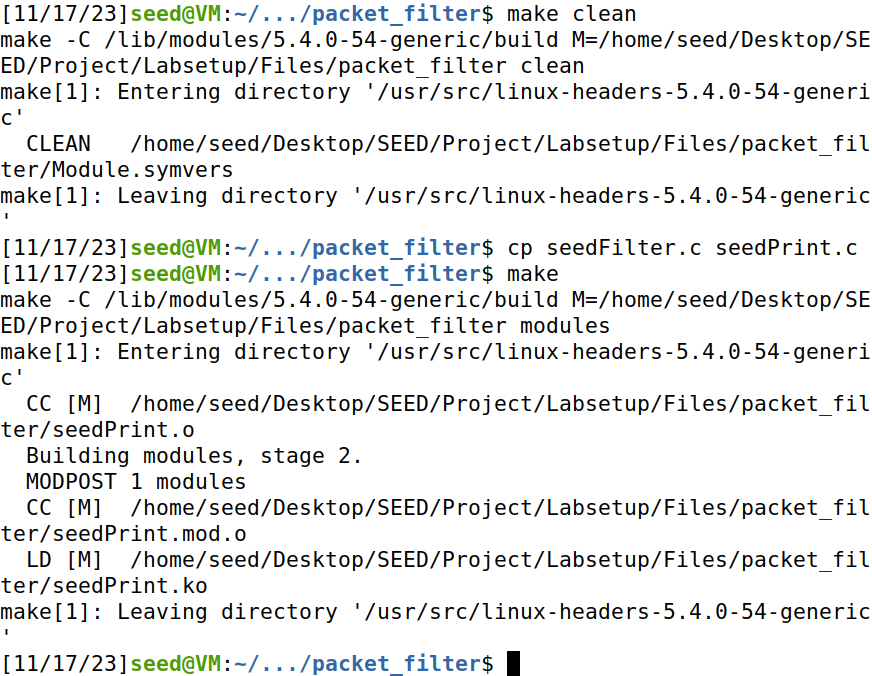 [11/17/23]seed@VM:~/.../packet_filter$ make clean
make -C /lib/modules/5.4.0-54-generic/build M=/home/seed/Desktop/SE
ED/Project/Labsetup/Files/packet_filter clean
make[1]: Entering directory '/usr/src/linux-headers-5.4.0-54-generi
c'
  CLEAN   /home/seed/Desktop/SEED/Project/Labsetup/Files/packet_fil
ter/Module.symvers
make[1]: Leaving directory '/usr/src/linux-headers-5.4.0-54-generic
'
[11/17/23]seed@VM:~/.../packet_filter$ cp seedFilter.c seedPrint.c
[11/17/23]seed@VM:~/.../packet_filter$ make
make -C /lib/modules/5.4.0-54-generic/build M=/home/seed/Desktop/SE
ED/Project/Labsetup/Files/packet_filter modules
make[1]: Entering directory '/usr/src/linux-headers-5.4.0-54-generi
c'
  CC [M]  /home/seed/Desktop/SEED/Project/Labsetup/Files/packet_fil
ter/seedPrint.o
  Building modules, stage 2.
  MODPOST 1 modules
  CC [M]  /home/seed/Desktop/SEED/Project/Labsetup/Files/packet_fil
ter/seedPrint.mod.o
  LD [M]  /home/seed/Desktop/SEED/Project/Labsetup/Files/packet_fil
ter/seedPrint.ko
make[1]: Leaving directory '/usr/src/linux-headers-5.4.0-54-generic
'
[11/17/23]seed@VM:~/.../packet_filter$